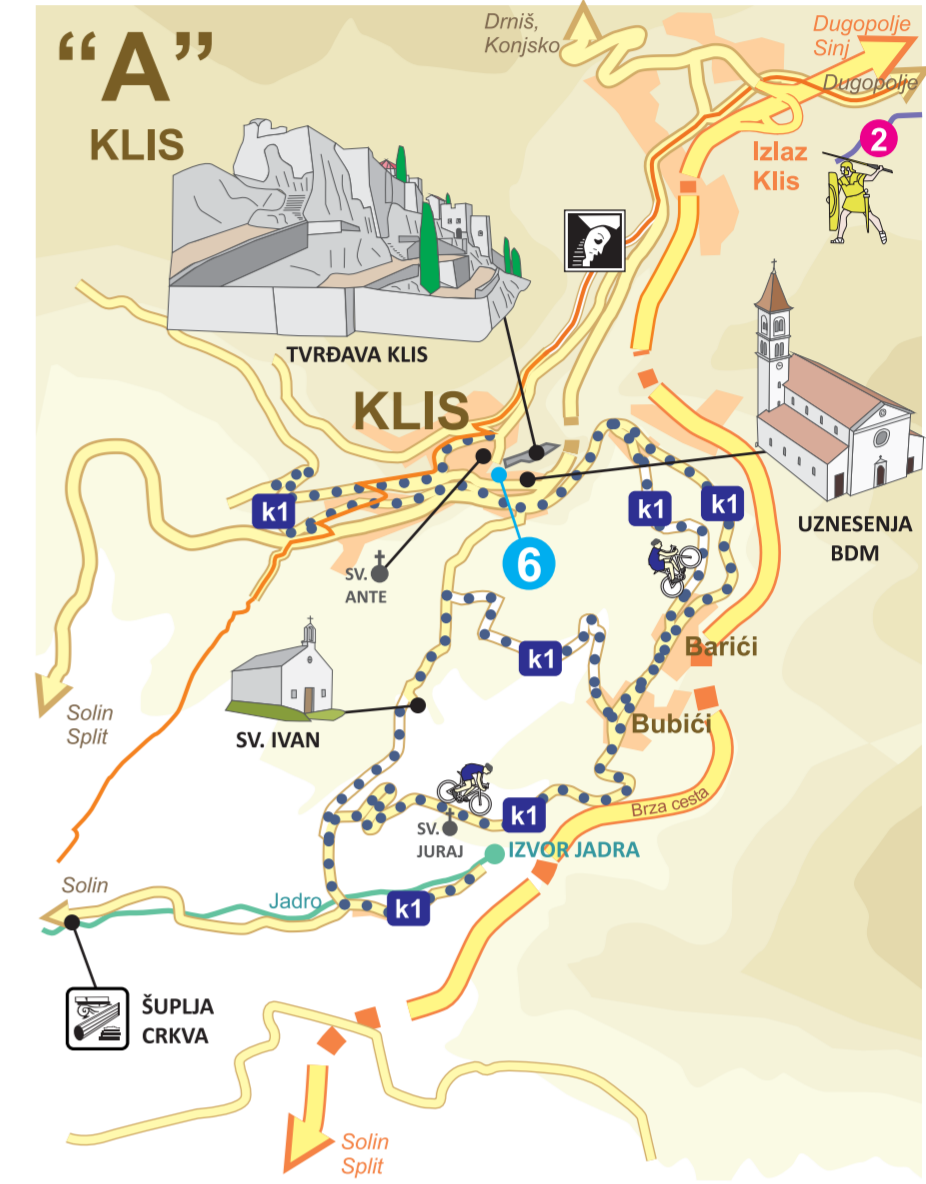 “A”
KLIS
Drniš,
Konjsko
Dugopolje
Sinj
Dugopolje
2
Izlaz
Klis
TVRĐAVA KLIS
KLIS
k1
k1
k1
UZNESENJA
BDM
6
SV.
ANTE
k1
Barići
Bubići
Solin
Split
SV. IVAN
Brza cesta
k1
SV.
JURAJ
IZVOR JADRA
Solin
Jadro
k1
ŠUPLJA
CRKVA
Solin
Split